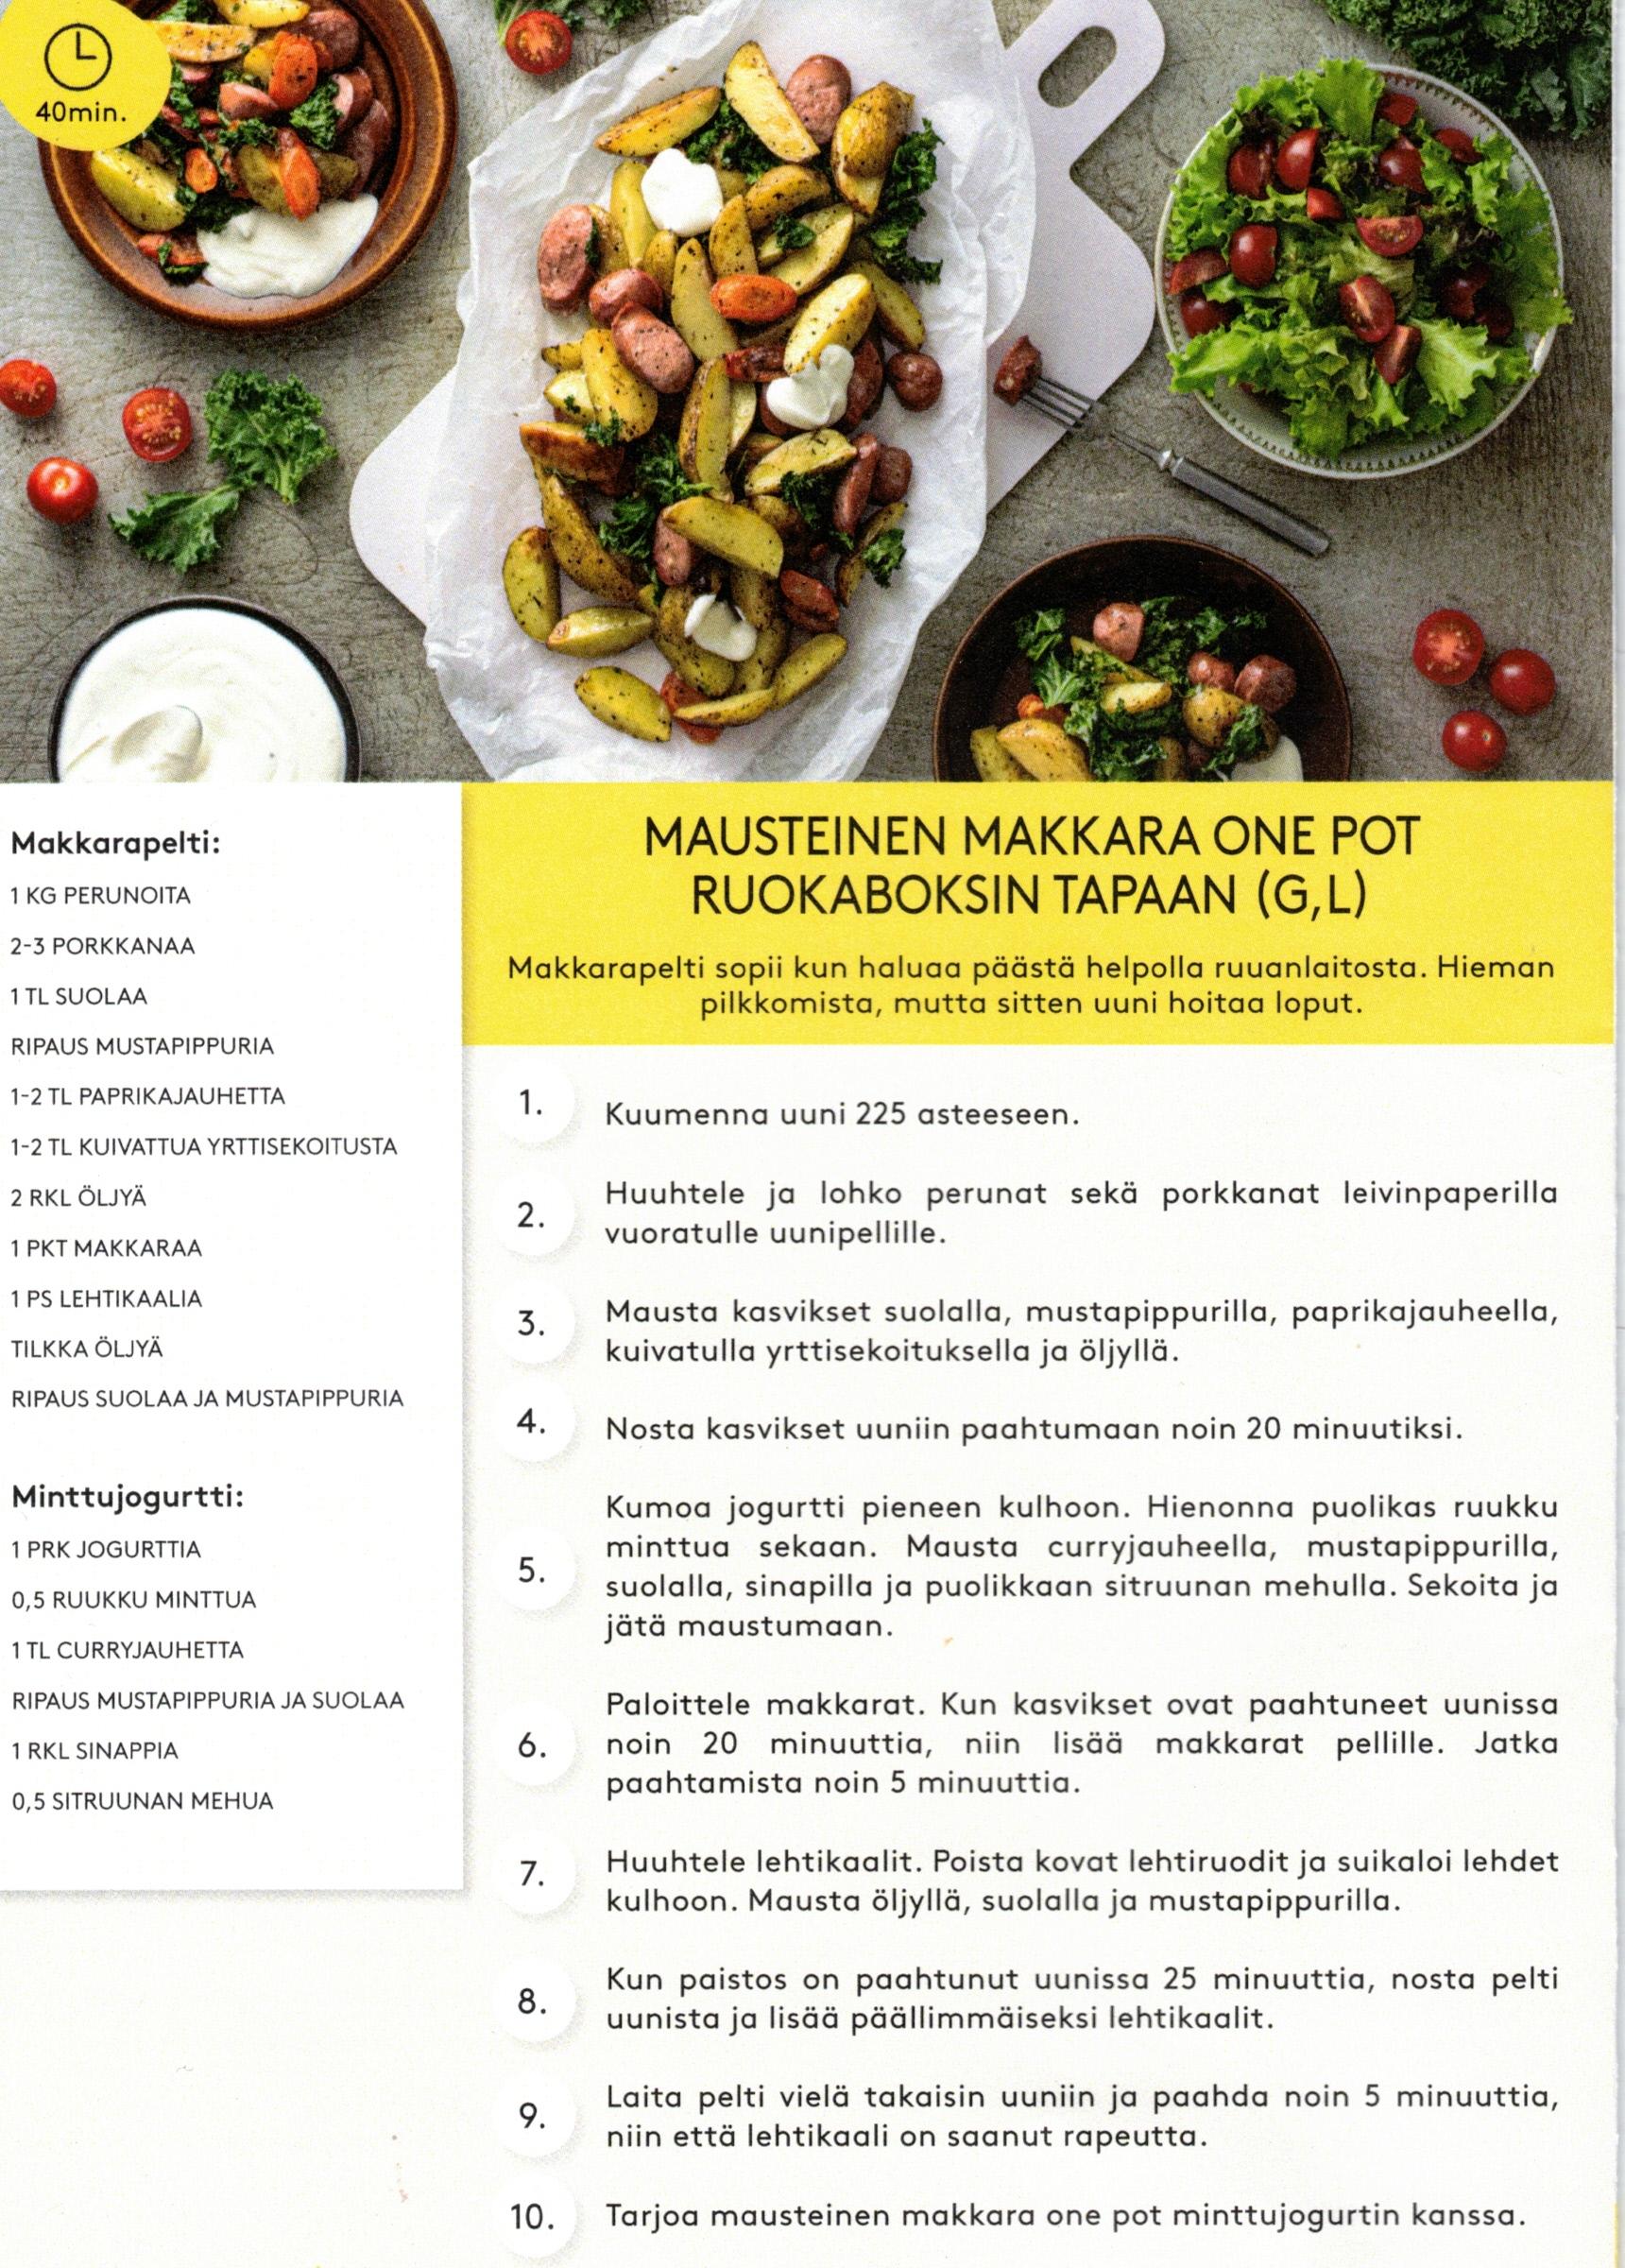 40min.
Makkarapelti:
1 KG PERUNOITA
2-3 PORKKANAA
1 TL SUOLAA
RIPAUS MUSTAPIPPURIA
1-2 TL PAPRIKAJAUHETTA
1-2 TL KUIVATTUA YRTTISEKOITUSTA
2 RKL ÖLJYÄ
1 PKT MAKKARAA
1 PS LEHTIKAALIA
TILKKA ÖLJYÄ
RIPAUS SUOLAA JA MUSTAPIPPURIA
Minttujogurtti:
1 PRK JOGURTTIA
0,5 RUUKKU MINTTUA
1 TL CURRYJAUHETTA
RIPAUS MUSTAPIPPURIA JA SUOLAA
1 RKL SINAPPIA
0,5 SITRUUNAN MEHUA
MAUSTEINEN MAKKARA ONE POT
RUOKABOKSIN TAPAAN (G,L)
Makkarapelti sopii kun haluaa päästä helpolla ruuanlaitosta. Hieman
pilkkomista, mutta sitten uuni hoitaa loput.
1. Kuumenna uuni 225 asteeseen.
2. Huuhtele ja lohko perunat sekä porkkanat leivinpaperilla
vuoratulle uunipellille.
3. Mausta kasvikset suolalla, mustapippurilla, paprikajauheella,
kuivatulla yrttisekoituksella ja öljyllä.
4. Nosta kasvikset uuniin paahtumaan noin 20 minuutiksi.
5. Kumoa jogurtti pieneen kulhoon. Hienonna puolikas ruukku
minttua sekaan. Mausta curryjauheella, mustapippurilla,
suolalla, sinapilla ja puolikkaan sitruunan mehulla. Sekoita ja
jätä maustumaan.
6. Paloittele makkarat. Kun kasvikset ovat paahtuneet uunissa
noin 20 minuuttia, niin lisää makkarat pellille. Jatka
paahtamista noin 5 minuuttia.
7. Huuhtele lehtikaalit. Poista kovat lehtiruodit ja suikaloi lehdet
kulhoon. Mausta öljyllä, suolalla ja mustapippurilla.
8. Kun paistos on paahtunut uunissa 25 minuuttia, nosta pelti
uunista ja lisää päällimmäiseksi lehtikaalit.
9. Laita pelti vielä takaisin uuniin ja paahda noin 5 minuuttia,
niin että lehtikaali on saanut rapeutta.
10. Tarjoa mausteinen makkara one pot minttujogurtin kanssa.